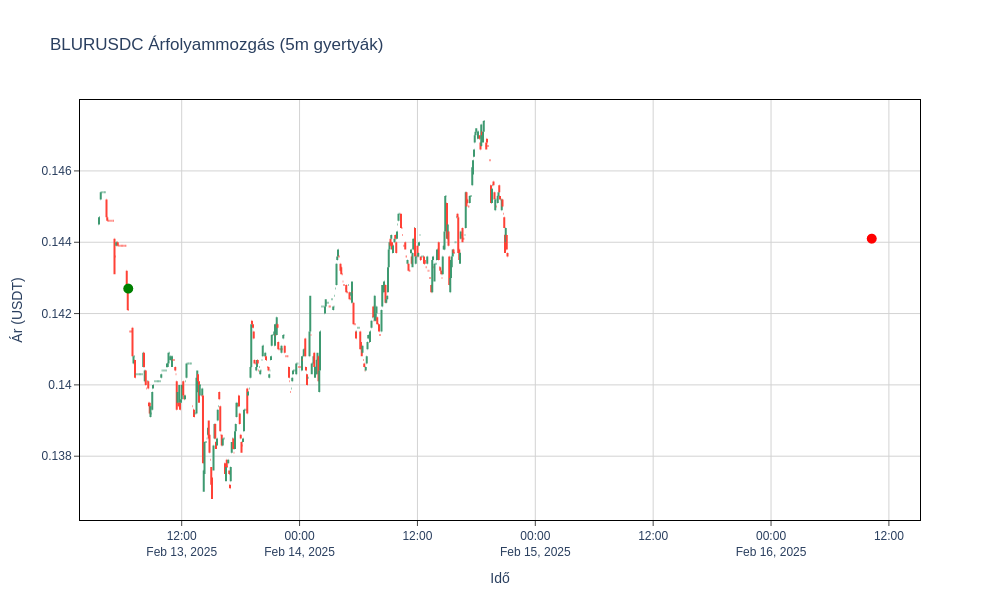 BLURUSDC Árfolyammozgás (5m gyertyák)
Ár (USDT)
0.146
0.144
0.142
0.14
0.138
12:00 00:00 12:00 00:00 12:00 00:00 12:00
Feb 13, 2025 Feb 14, 2025 Feb 15, 2025 Feb 16, 2025
Idő